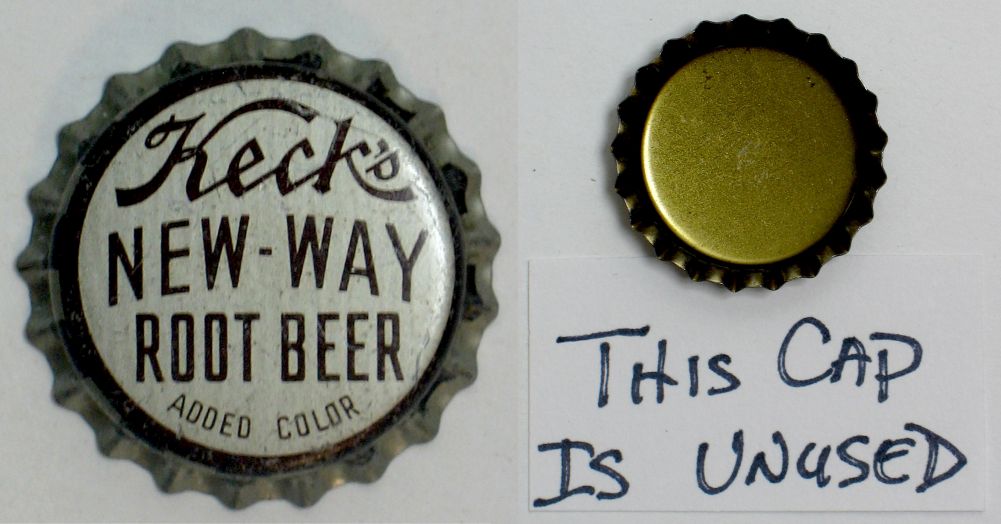 Keck's
NEW-WAY
ROOT BEER
ADDED COLOR
THIS CAP
IS UNUSED